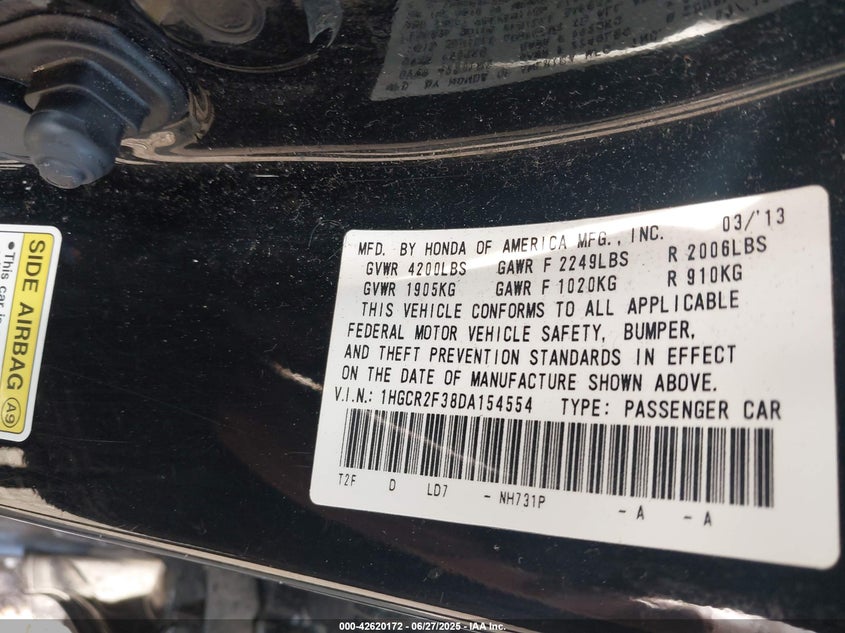 MFD. BY HONDA OF AMERICA MFG., INC. 03/'13
GVWR 4200LBS GAWR F 2249LBS R 2006LBS
GVWR 1905KG GAWR F 1020KG R 910KG
THIS VEHICLE CONFORMS TO ALL APPLICABLE
FEDERAL MOTOR VEHICLE SAFETY, BUMPER,
AND THEFT PREVENTION STANDARDS IN EFFECT
ON THE DATE OF MANUFACTURE SHOWN ABOVE.
V.I.N.: 1HGCR2F38DA154554 TYPE: PASSENGER CAR
T2F D LD7 - NH731P - A - A
SIDE AIRBAG A9
•This car is
000-42620172 - 06/27/2025 - IAA Inc.